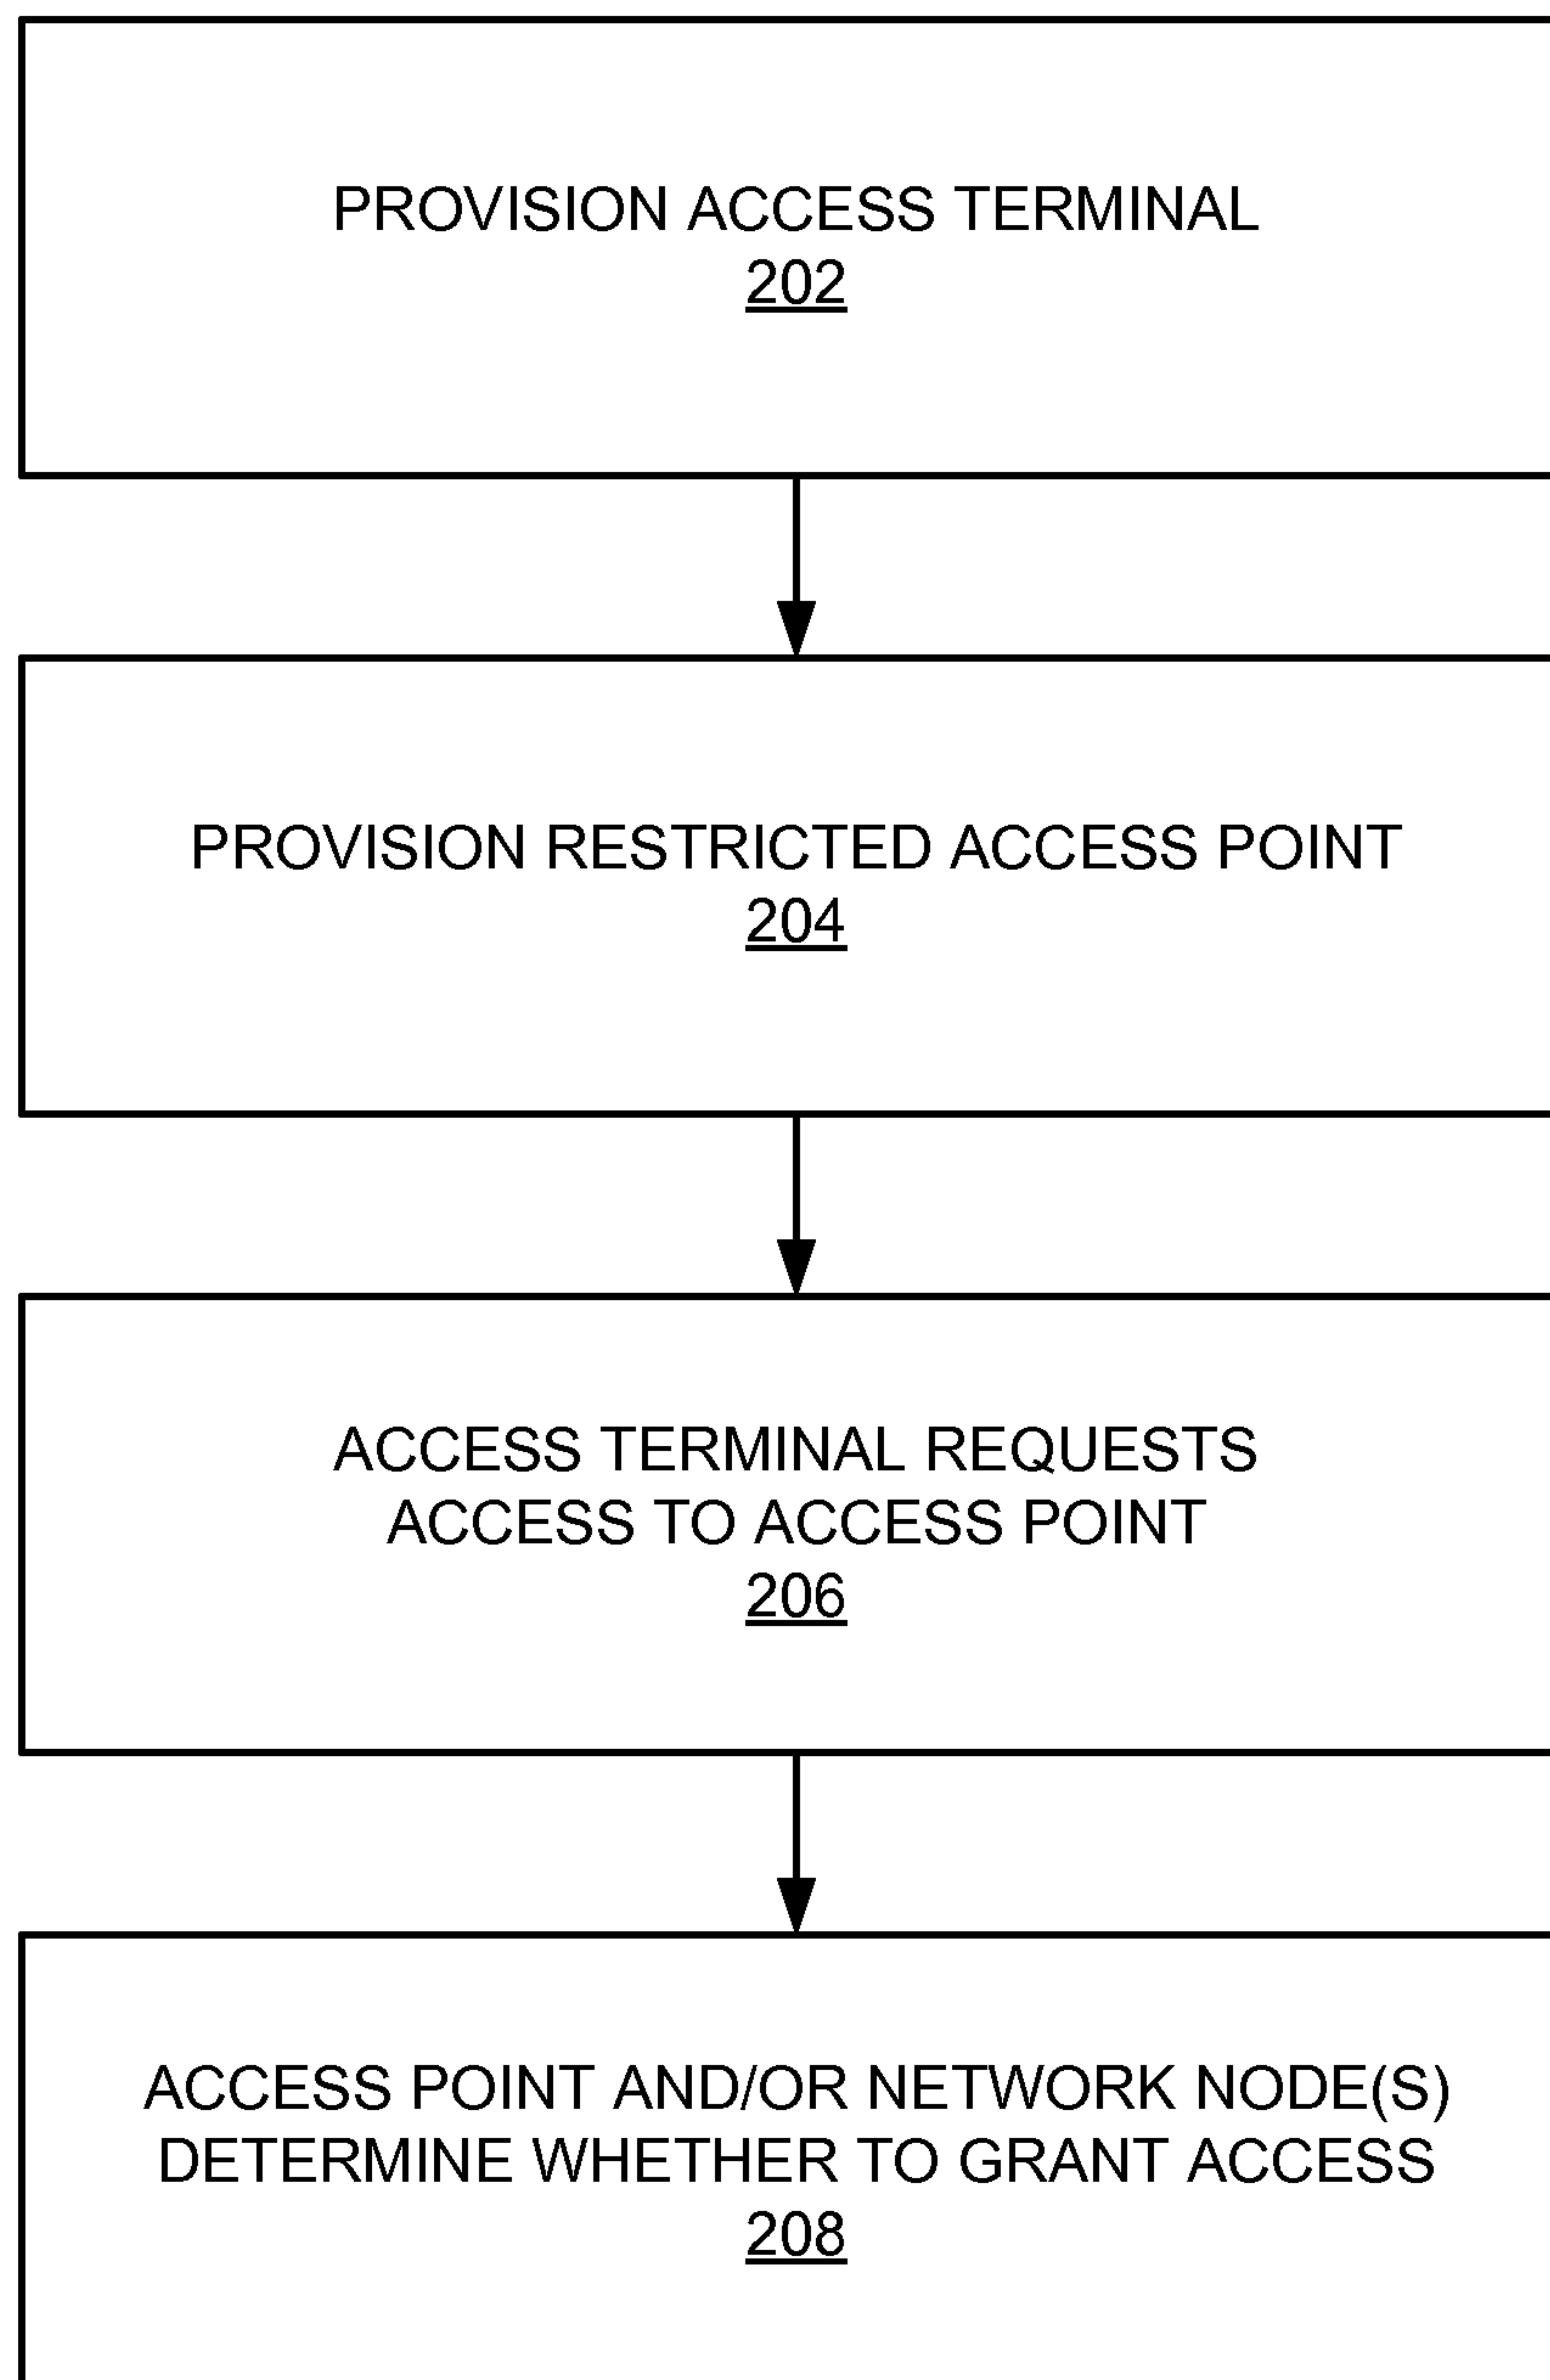 PROVISION ACCESS TERMINAL
202
PROVISION RESTRICTED ACCESS POINT
204
ACCESS TERMINAL REQUESTS
ACCESS TO ACCESS POINT
206
ACCESS POINT AND/OR NETWORK NODE(S)
DETERMINE WHETHER TO GRANT ACCESS
208